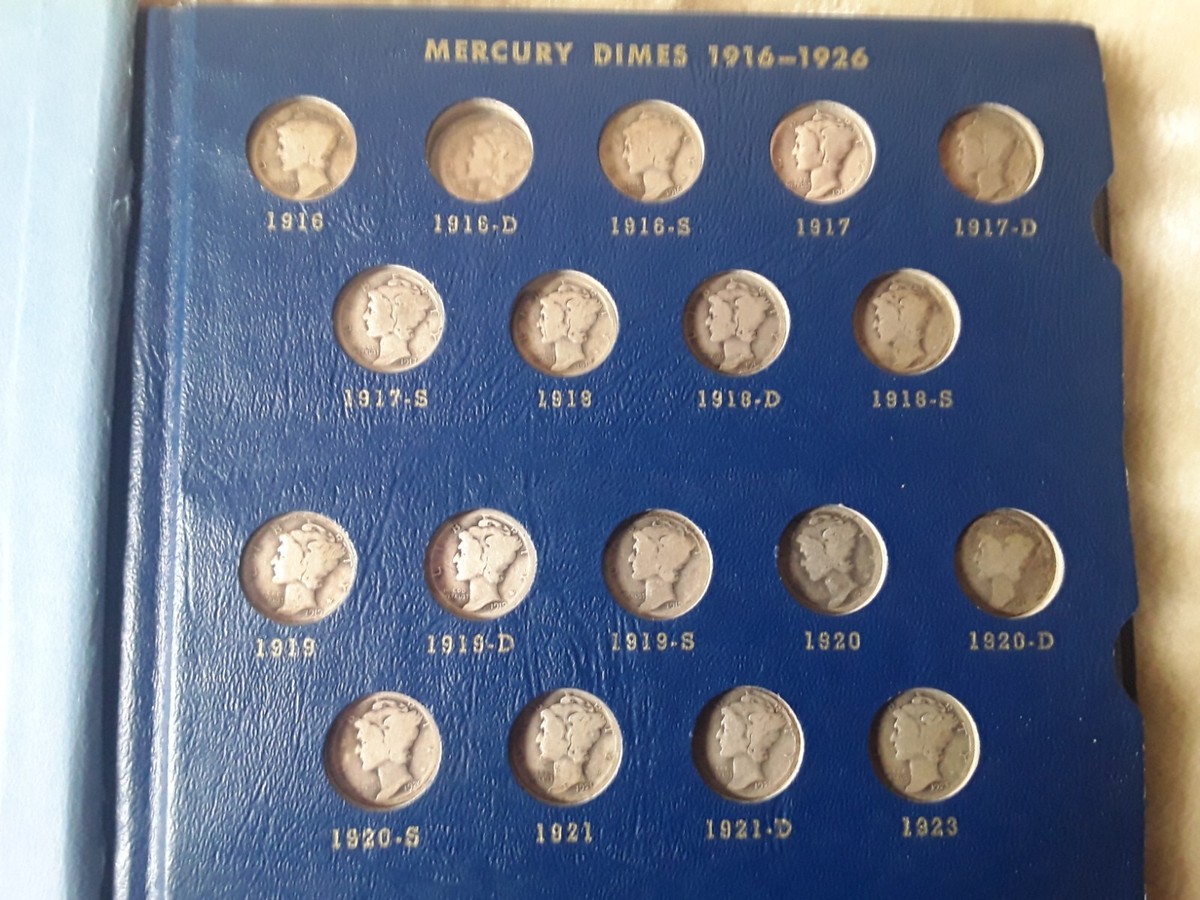 MERCURY DIMES 1916–1926
1916 1916-D 1916-S 1917 1917-D
1917-S 1918 1918-D 1918-S
1919 1919-D 1919-S 1920 1920-D
1920-S 1921 1921-D 1923